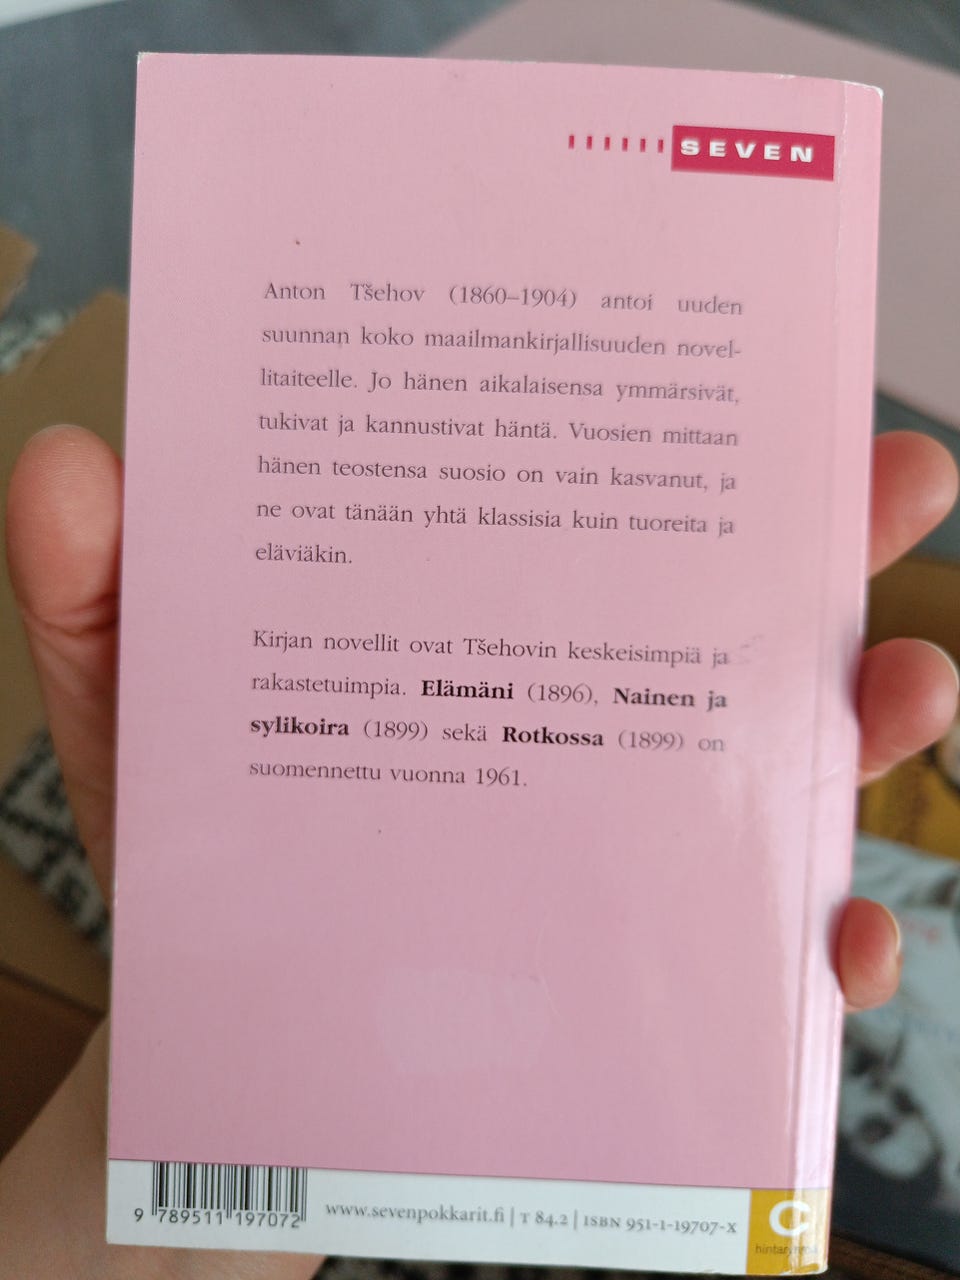 SEVEN
Anton Tšehov (1860–1904) antoi uuden
suunnan koko maailmankirjallisuuden novel-
litaiteelle. Jo hänen aikalaisensa ymmärsivät,
tukivat ja kannustivat häntä. Vuosien mittaan
hänen teostensa suosio on vain kasvanut, ja
ne ovat tänään yhtä klassisia kuin tuoreita ja
eläviäkin.
Kirjan novellit ovat Tšehovin keskeisimpiä ja
rakastetuimpia. Elämäni (1896), Nainen ja
sylikoira (1899) sekä Rotkossa (1899) on
suomennettu vuonna 1961.
9 789511 197072
www.sevenpokkarit.fi | T 84.2 | ISBN 951-1-19707-X
C